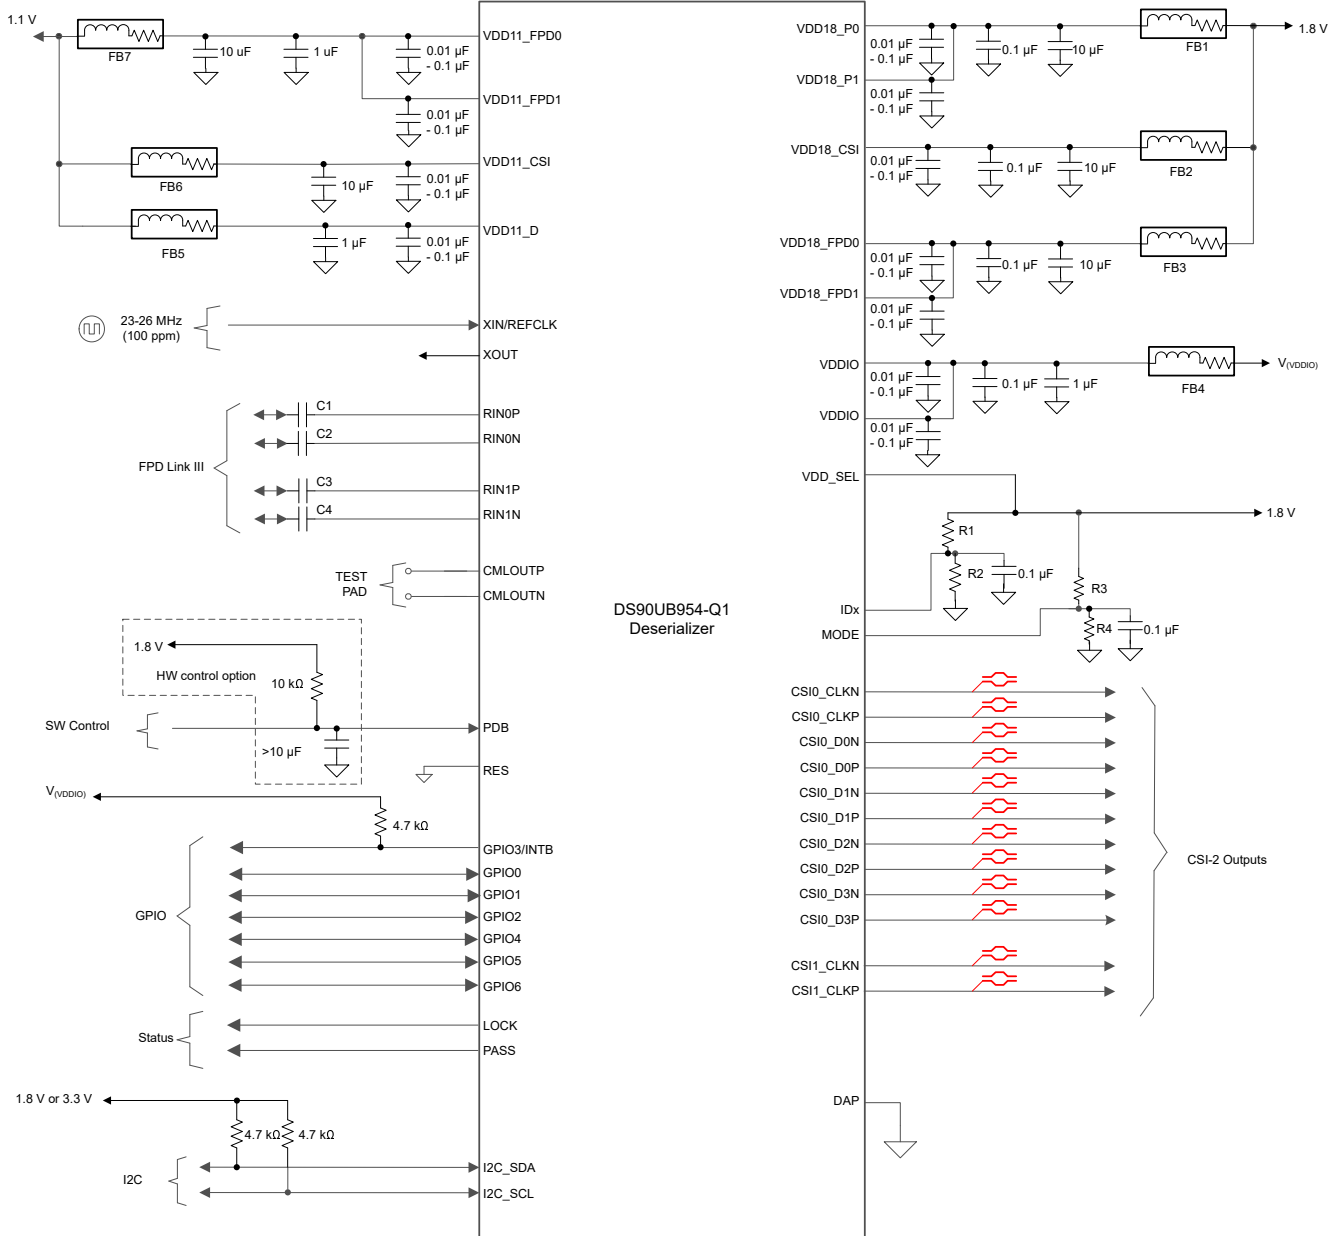 1.1 V
FB7
10 uF
1 uF
0.01 µF
- 0.1 µF
VDD11_FPD0
0.01 µF
- 0.1 µF
VDD11_FPD1
FB6
10 µF
0.01 µF
- 0.1 µF
VDD11_CSI
FB5
1 µF
0.01 µF
- 0.1 µF
VDD11_D
23-26 MHz
(100 ppm)
XIN/REFCLK
XOUT
FPD Link III
C1
RIN0P
C2
RIN0N
C3
RIN1P
C4
RIN1N
TEST
PAD
CMLOUTP
CMLOUTN
1.8 V
HW control option
10 kΩ
SW Control
>10 µF
PDB
RES
V(VDDIO)
4.7 kΩ
GPIO
GPIO3/INTB
GPIO0
GPIO1
GPIO2
GPIO4
GPIO5
GPIO6
Status
LOCK
PASS
1.8 V or 3.3 V
4.7 kΩ
4.7 kΩ
I2C
I2C_SDA
I2C_SCL
DS90UB954-Q1
Deserializer
VDD18_P0
0.01 µF
- 0.1 µF
0.1 µF
10 µF
FB1
1.8 V
VDD18_P1
0.01 µF
- 0.1 µF
VDD18_CSI
0.01 µF
- 0.1 µF
0.1 µF
10 µF
FB2
VDD18_FPD0
0.01 µF
- 0.1 µF
0.1 µF
10 µF
FB3
VDD18_FPD1
0.01 µF
- 0.1 µF
VDDIO
0.01 µF
- 0.1 µF
0.1 µF
1 µF
FB4
V(VDDIO)
VDDIO
0.01 µF
- 0.1 µF
VDD_SEL
1.8 V
R1
R2
0.1 µF
R3
IDx
MODE
R4
0.1 µF
CSI0_CLKN
CSI0_CLKP
CSI0_D0N
CSI0_D0P
CSI0_D1N
CSI0_D1P
CSI0_D2N
CSI0_D2P
CSI0_D3N
CSI0_D3P
CSI1_CLKN
CSI1_CLKP
CSI-2 Outputs
DAP